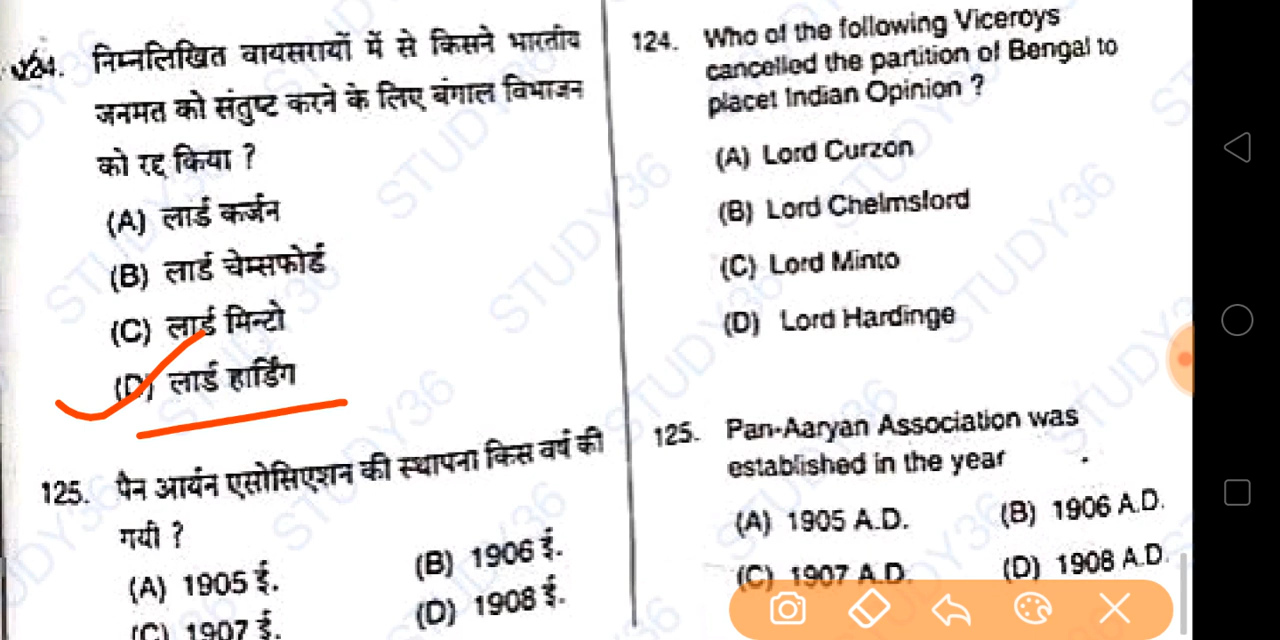 124. निम्नलिखित वायसरायों में से किसने भारतीय
जनमत को संतुष्ट करने के लिए बंगाल विभाजन
को रद्द किया ?
(A) लार्ड कर्जन
(B) लार्ड चेम्सफोर्ड
(C) लार्ड मिन्टो
(D) लार्ड हार्डिंग
125. पैन आर्यन एसोसिएशन की स्थापना किस वर्ष की
गयी ?
(A) 1905 ई. (B) 1906 ई.
(C) 1907 ई. (D) 1908 ई.
124. Who of the following Viceroys
cancelled the partition of Bengal to
placet Indian Opinion ?
(A) Lord Curzon
(B) Lord Chelmsford
(C) Lord Minto
(D) Lord Hardinge
125. Pan-Aaryan Association was
established in the year
(A) 1905 A.D. (B) 1906 A.D.
(C) 1907 A.D. (D) 1908 A.D.
STUDY36